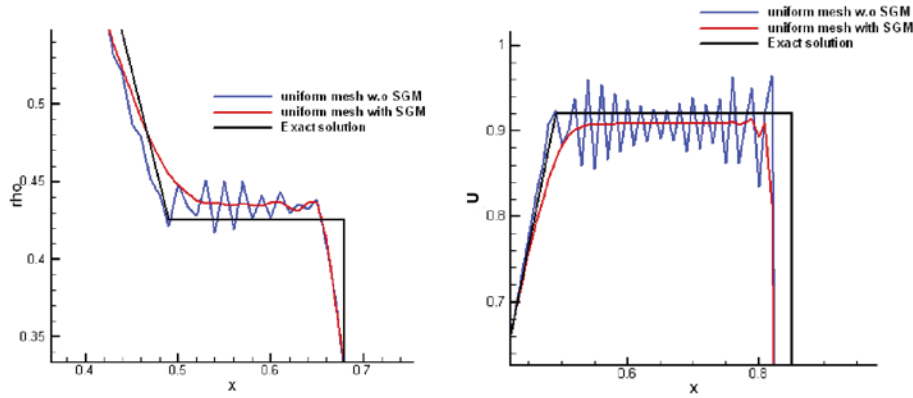 uniform mesh w.o SGM
uniform mesh with SGM
Exact solution
0.5
0.45
0.4
0.35
rho
0.4
0.5
0.6
0.7
x
uniform mesh w.o SGM
uniform mesh with SGM
Exact solution
1
0.9
0.8
0.7
U
0.6
0.8
x